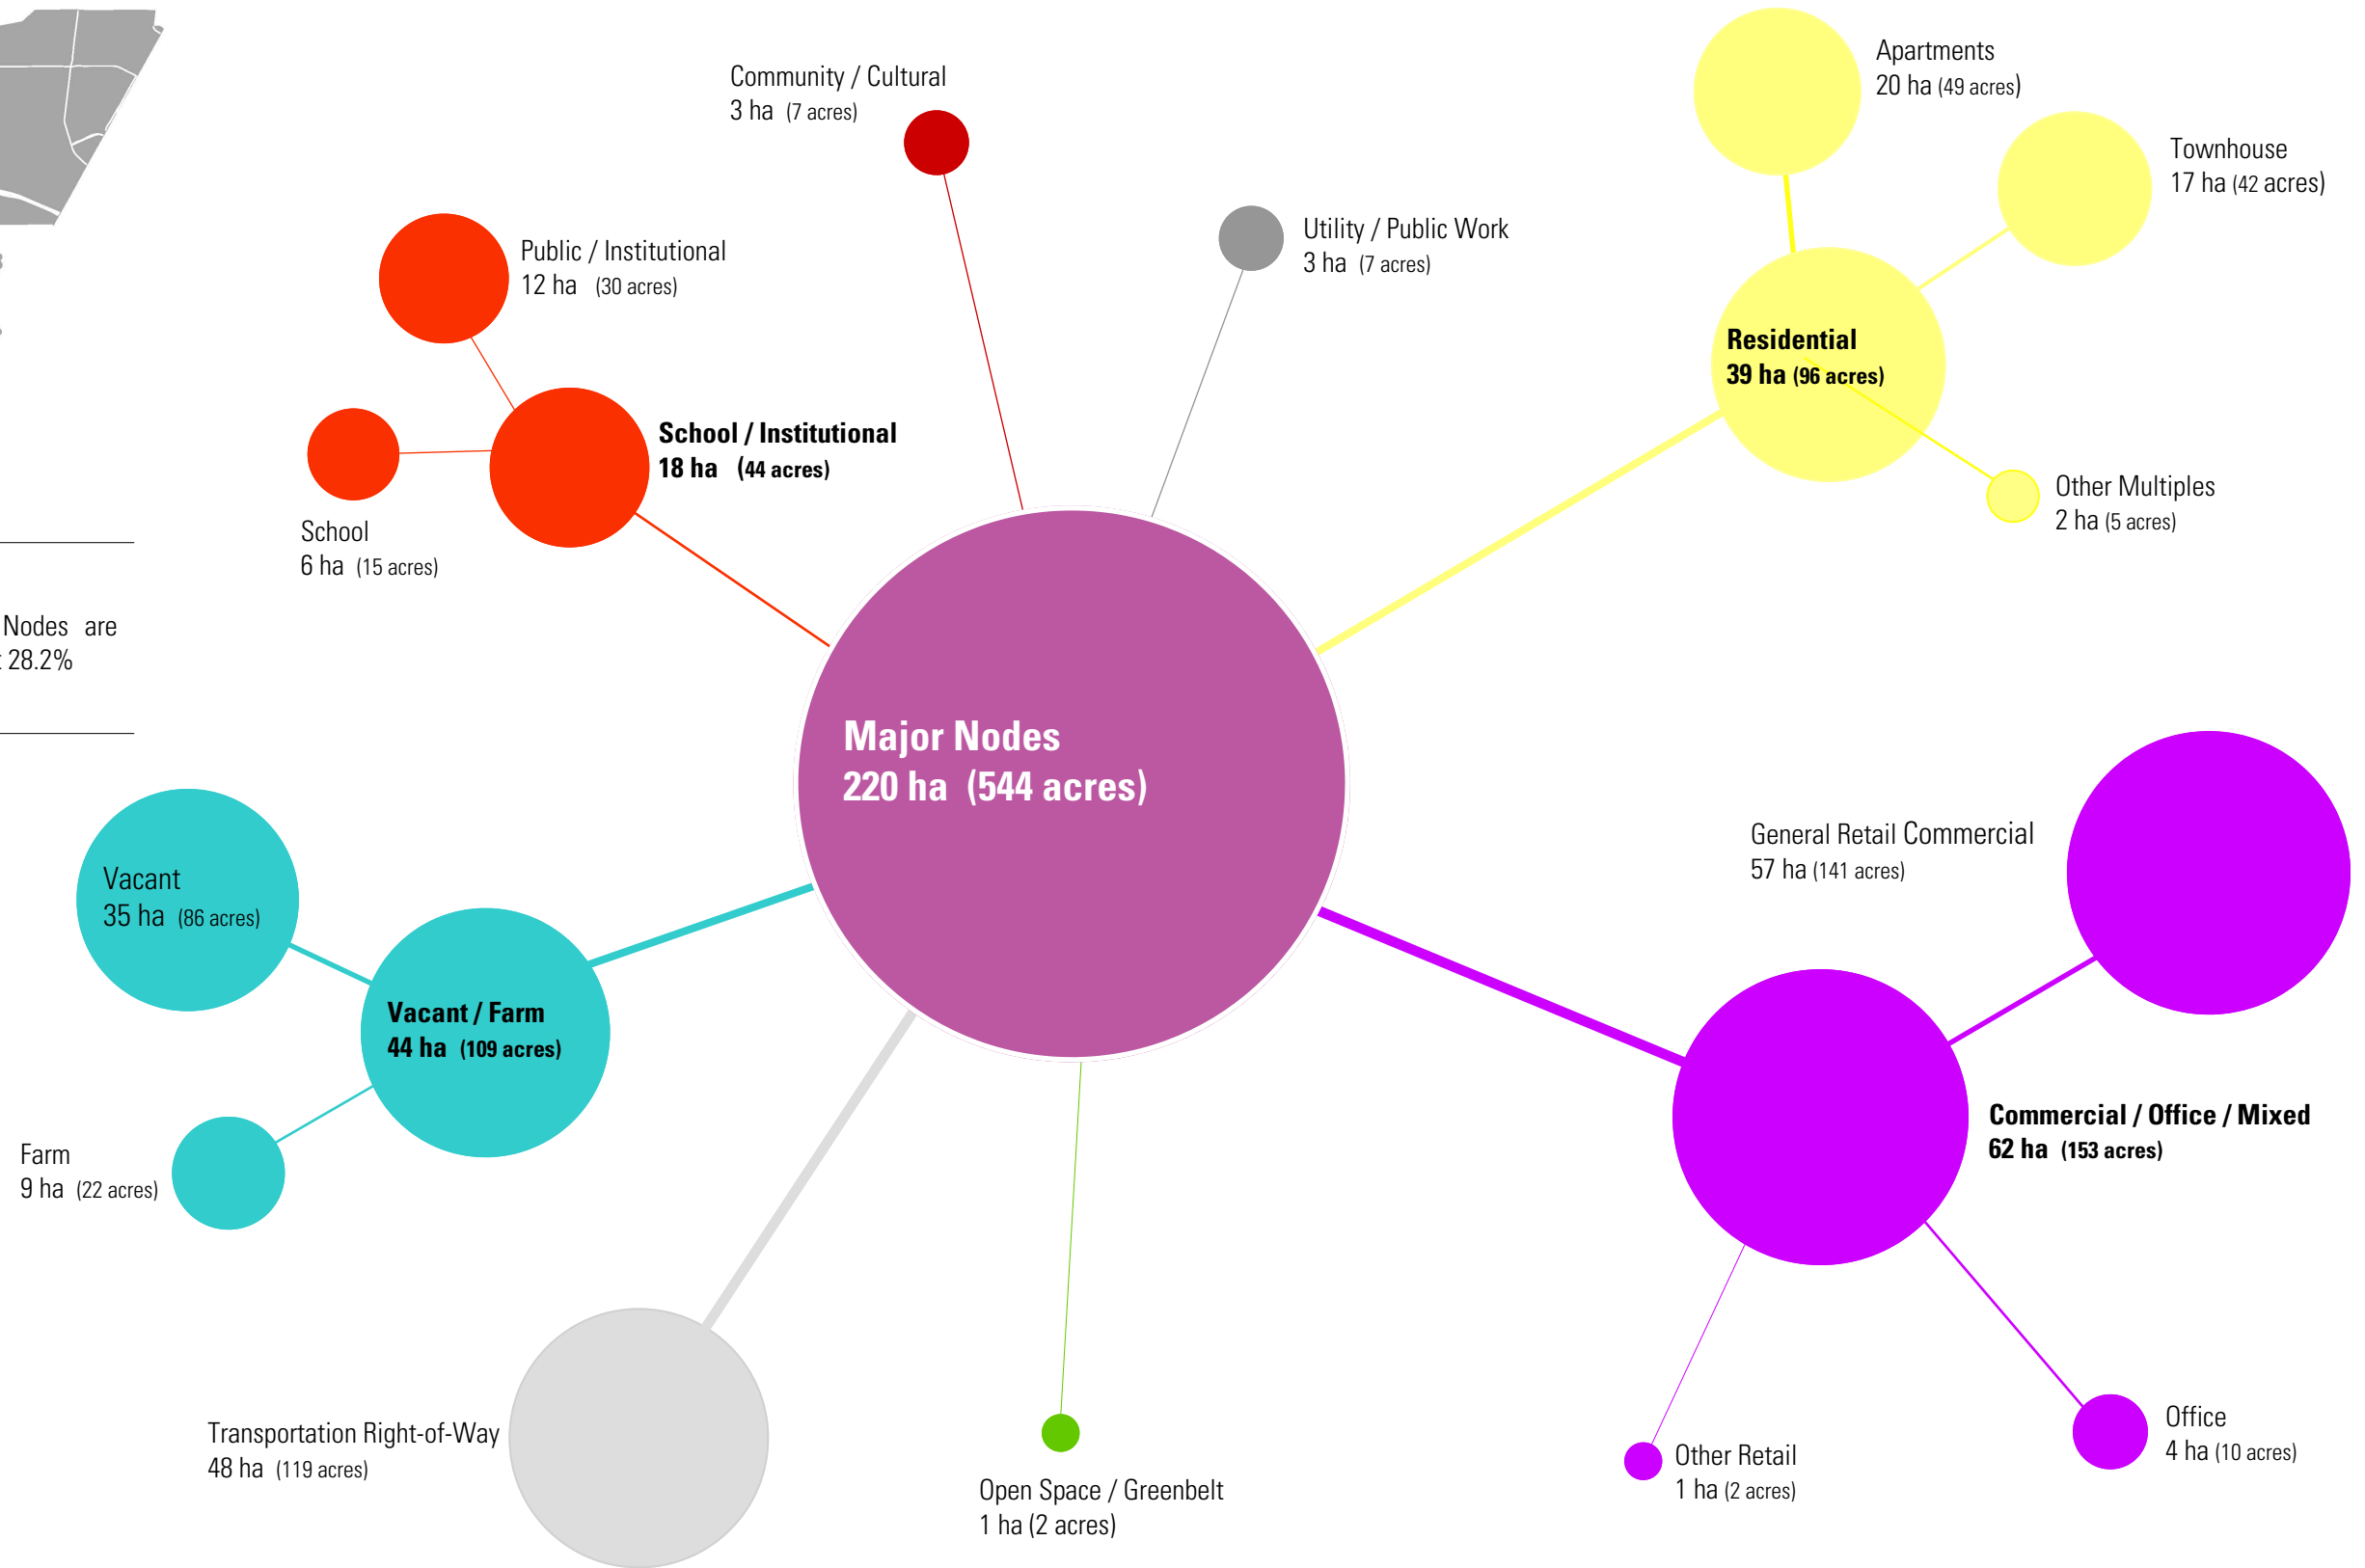 Community / Cultural
3 ha (7 acres)
Apartments
20 ha (49 acres)
Townhouse
17 ha (42 acres)
Utility / Public Work
3 ha (7 acres)
Public / Institutional
12 ha (30 acres)
Residential
39 ha (96 acres)
School / Institutional
18 ha (44 acres)
Other Multiples
2 ha (5 acres)
School
6 ha (15 acres)
Nodes are
28.2%
Major Nodes
220 ha (544 acres)
General Retail Commercial
57 ha (141 acres)
Vacant
35 ha (86 acres)
Vacant / Farm
44 ha (109 acres)
Commercial / Office / Mixed
62 ha (153 acres)
Farm
9 ha (22 acres)
Transportation Right-of-Way
48 ha (119 acres)
Open Space / Greenbelt
1 ha (2 acres)
Other Retail
1 ha (2 acres)
Office
4 ha (10 acres)